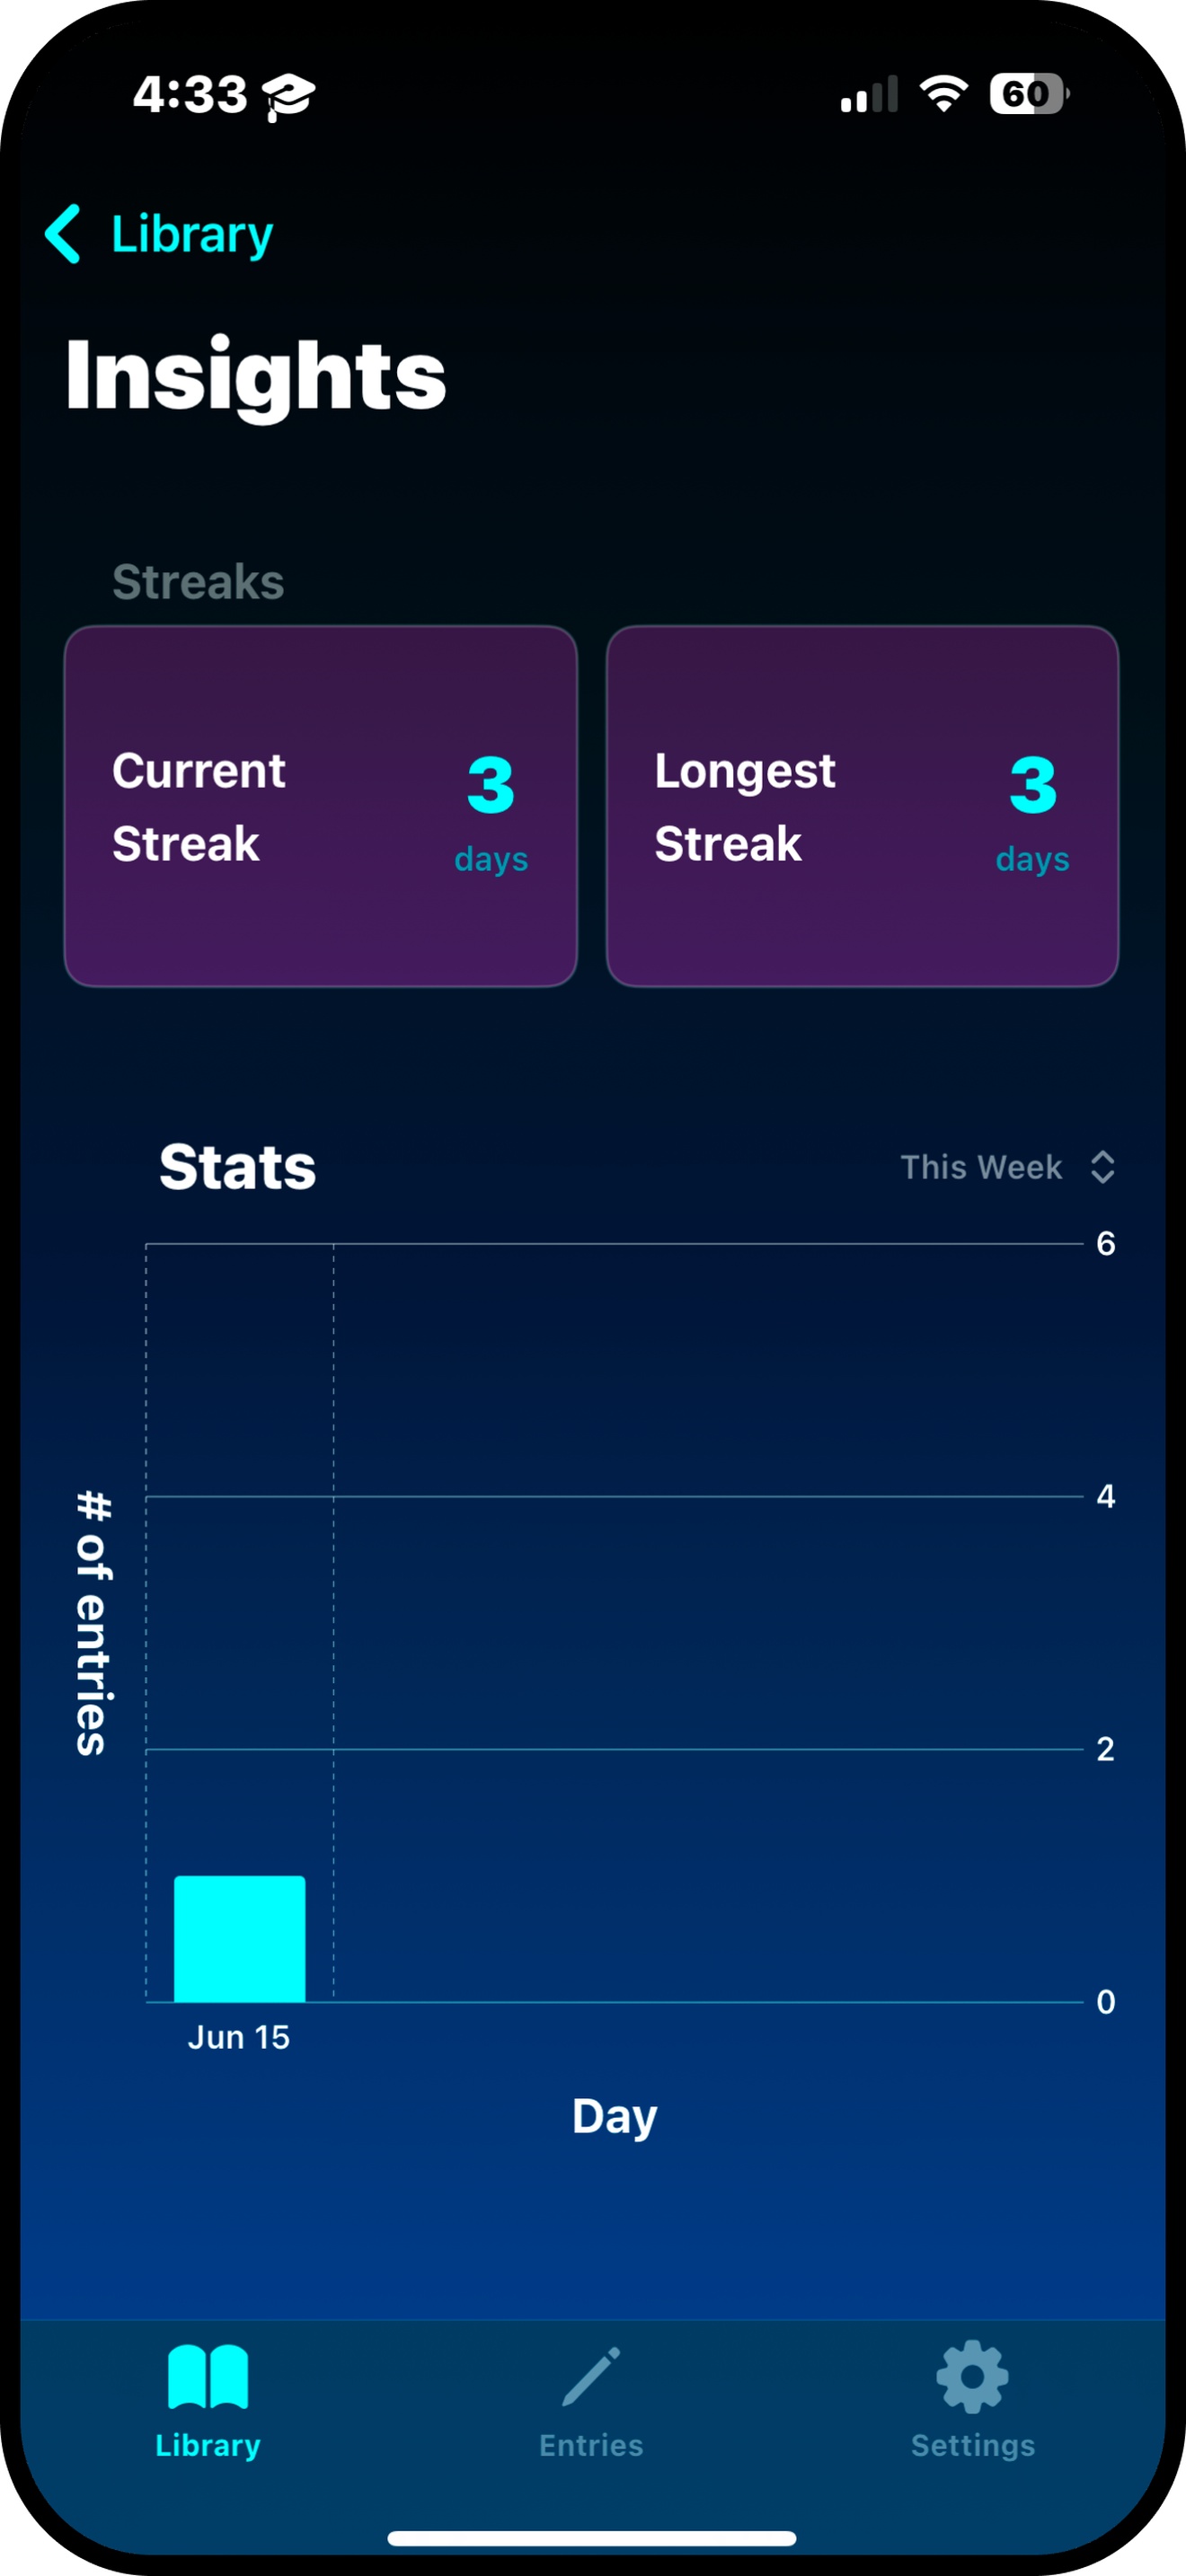 4:33
60
Library
Insights
Streaks
Current
Streak
3
days
Longest
Streak
3
days
Stats
This Week
6
4
2
0
# of entries
Jun 15
Day
Library
Entries
Settings